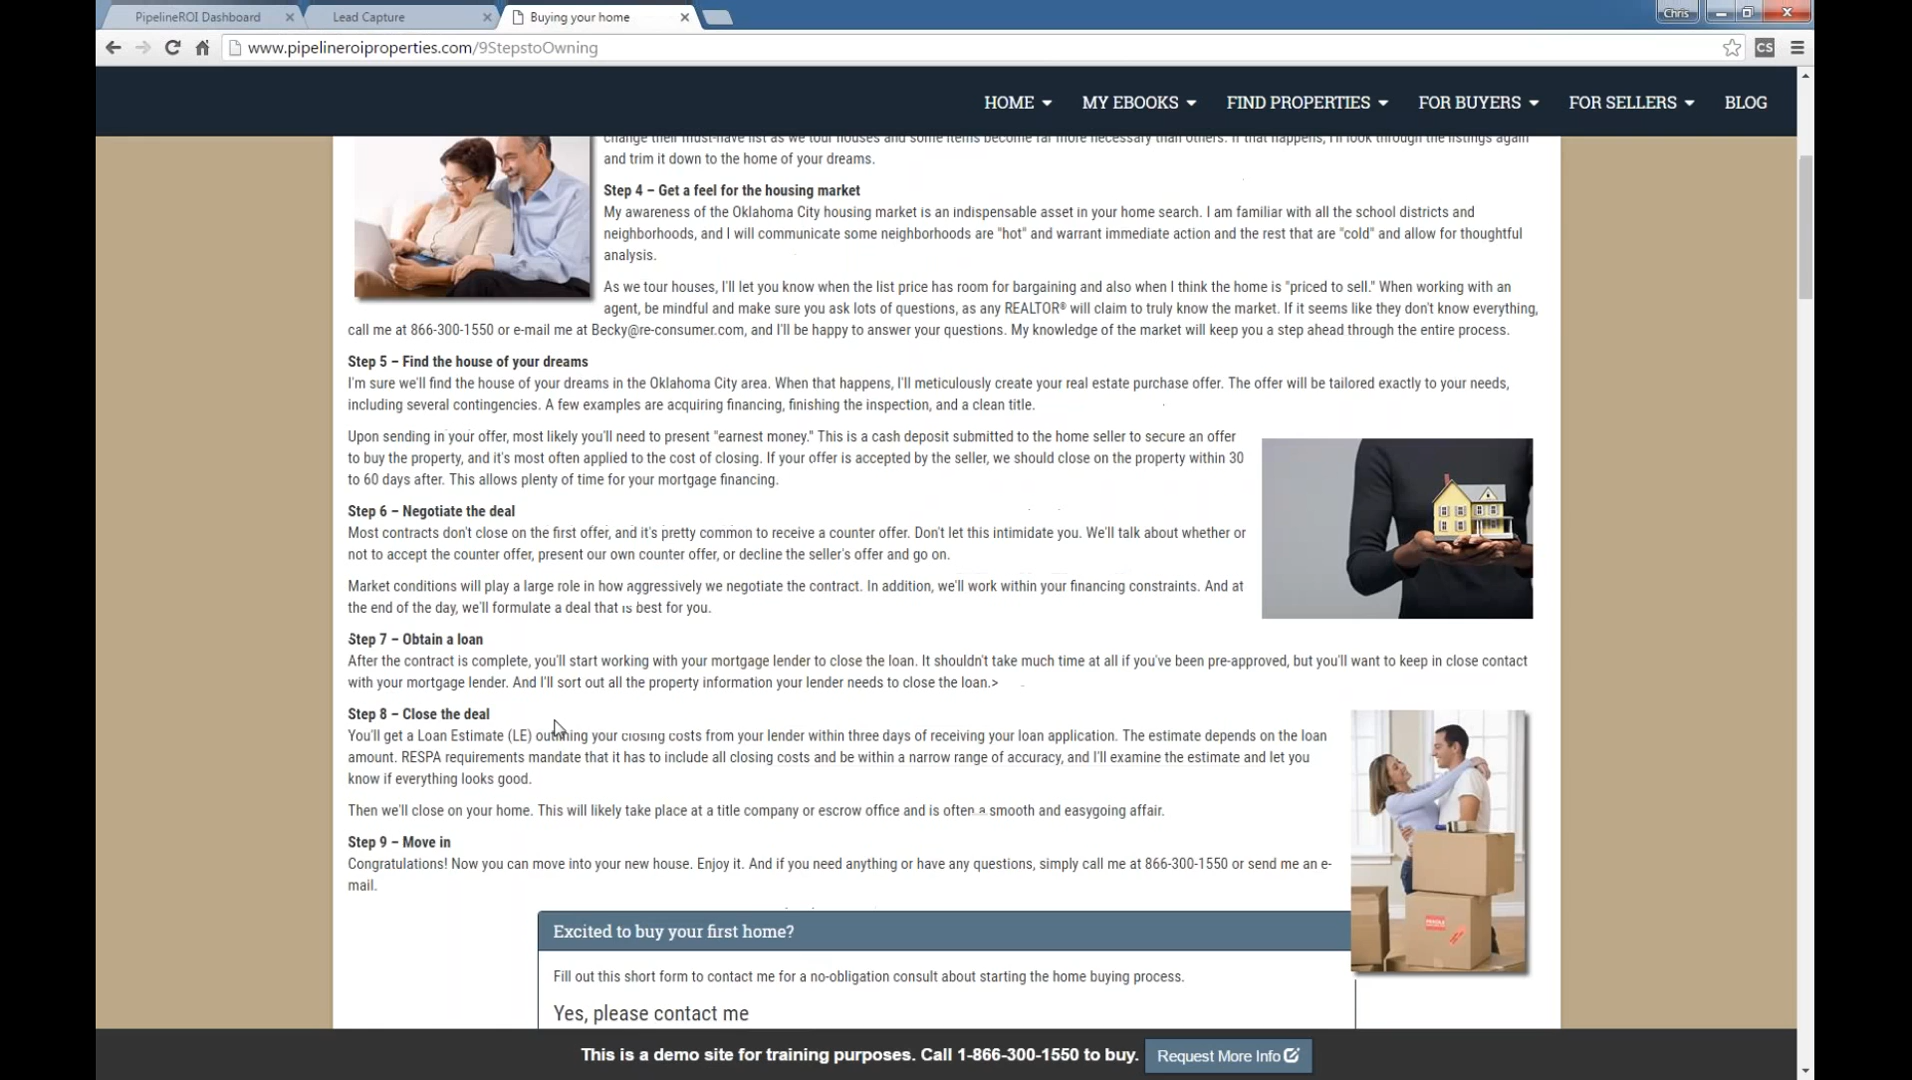 PipelineROI Dashboard
Lead Capture
Buying your home
Chris
www.pipelineroiproperties.com/9StepstoOwning
CS
HOME
MY EBOOKS
FIND PROPERTIES
FOR BUYERS
FOR SELLERS
BLOG
change their must-have list as we tour houses and some items become far more necessary than others. If that happens, I'll look through the listings again
and trim it down to the home of your dreams.
Step 4 – Get a feel for the housing market
My awareness of the Oklahoma City housing market is an indispensable asset in your home search. I am familiar with all the school districts and
neighborhoods, and I will communicate some neighborhoods are "hot" and warrant immediate action and the rest that are "cold" and allow for thoughtful
analysis.
As we tour houses, I'll let you know when the list price has room for bargaining and also when I think the home is "priced to sell." When working with an
agent, be mindful and make sure you ask lots of questions, as any REALTOR® will claim to truly know the market. If it seems like they don't know everything,
call me at 866-300-1550 or e-mail me at Becky@re-consumer.com, and I'll be happy to answer your questions. My knowledge of the market will keep you a step ahead through the entire process.
Step 5 – Find the house of your dreams
I'm sure we'll find the house of your dreams in the Oklahoma City area. When that happens, I'll meticulously create your real estate purchase offer. The offer will be tailored exactly to your needs,
including several contingencies. A few examples are acquiring financing, finishing the inspection, and a clean title.
Upon sending in your offer, most likely you'll need to present "earnest money." This is a cash deposit submitted to the home seller to secure an offer
to buy the property, and it's most often applied to the cost of closing. If your offer is accepted by the seller, we should close on the property within 30
to 60 days after. This allows plenty of time for your mortgage financing.
Step 6 – Negotiate the deal
Most contracts don't close on the first offer, and it's pretty common to receive a counter offer. Don't let this intimidate you. We'll talk about whether or
not to accept the counter offer, present our own counter offer, or decline the seller's offer and go on.
Market conditions will play a large role in how aggressively we negotiate the contract. In addition, we'll work within your financing constraints. And at
the end of the day, we'll formulate a deal that is best for you.
Step 7 – Obtain a loan
After the contract is complete, you'll start working with your mortgage lender to close the loan. It shouldn't take much time at all if you've been pre-approved, but you'll want to keep in close contact
with your mortgage lender. And I'll sort out all the property information your lender needs to close the loan.>
Step 8 – Close the deal
You'll get a Loan Estimate (LE) outlining your closing costs from your lender within three days of receiving your loan application. The estimate depends on the loan
amount. RESPA requirements mandate that it has to include all closing costs and be within a narrow range of accuracy, and I'll examine the estimate and let you
know if everything looks good.
Then we'll close on your home. This will likely take place at a title company or escrow office and is often a smooth and easygoing affair.
Step 9 – Move in
Congratulations! Now you can move into your new house. Enjoy it. And if you need anything or have any questions, simply call me at 866-300-1550 or send me an e-
mail.
Excited to buy your first home?
Fill out this short form to contact me for a no-obligation consult about starting the home buying process.
Yes, please contact me
This is a demo site for training purposes. Call 1-866-300-1550 to buy.
Request More Info